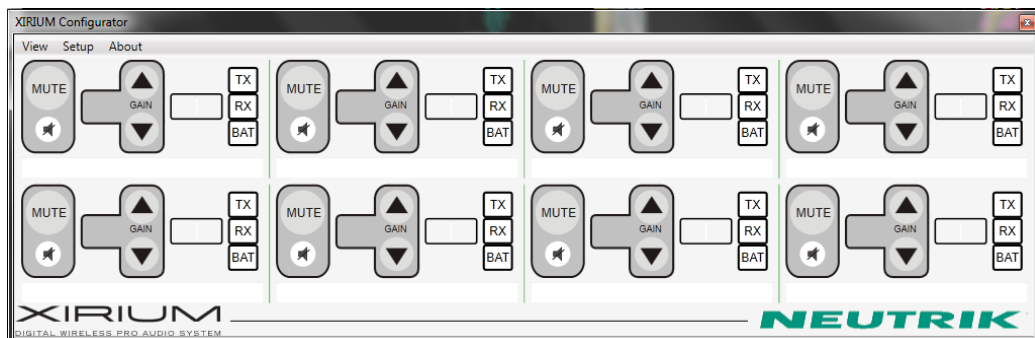 XIRIUM Configurator
View Setup About
MUTE GAIN TX RX BAT
MUTE GAIN TX RX BAT
MUTE GAIN TX RX BAT
MUTE GAIN TX RX BAT
MUTE GAIN TX RX BAT
MUTE GAIN TX RX BAT
MUTE GAIN TX RX BAT
MUTE GAIN TX RX BAT
XIRIUM
DIGITAL WIRELESS PRO AUDIO SYSTEM
NEUTRIK